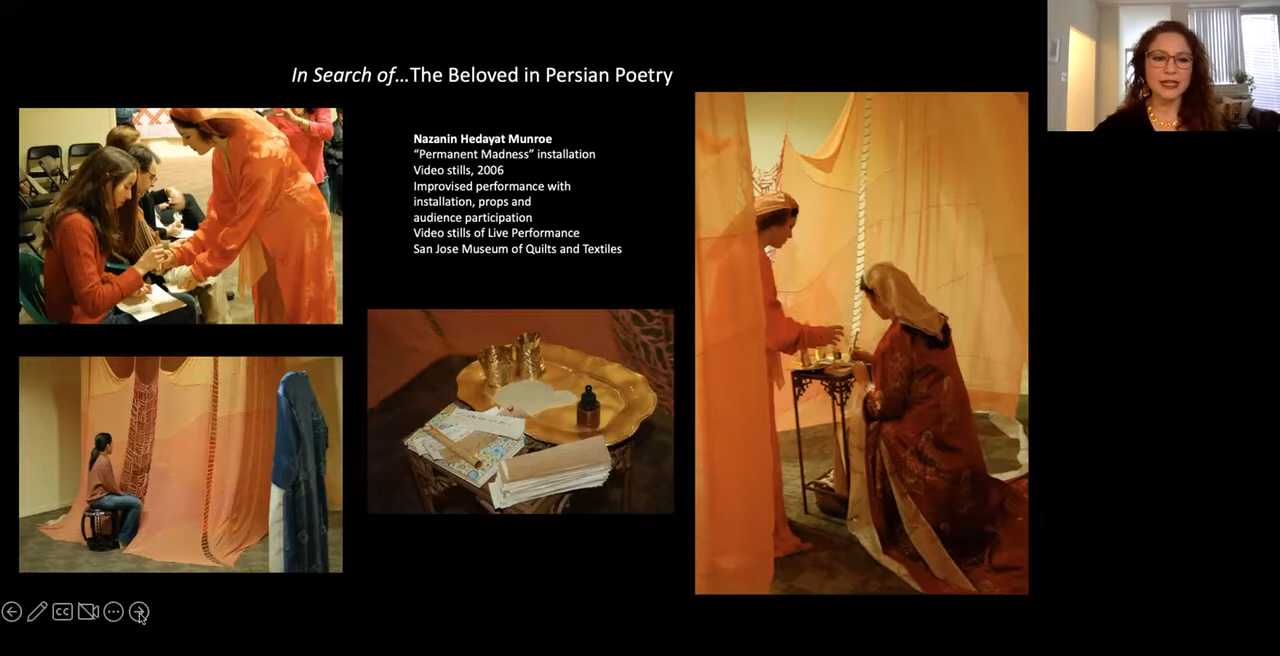 In Search of...The Beloved in Persian Poetry
Nazanin Hedayat Munroe
“Permanent Madness” installation
Video stills, 2006
Improvised performance with
installation, props and
audience participation
Video stills of Live Performance
San Jose Museum of Quilts and Textiles
CC